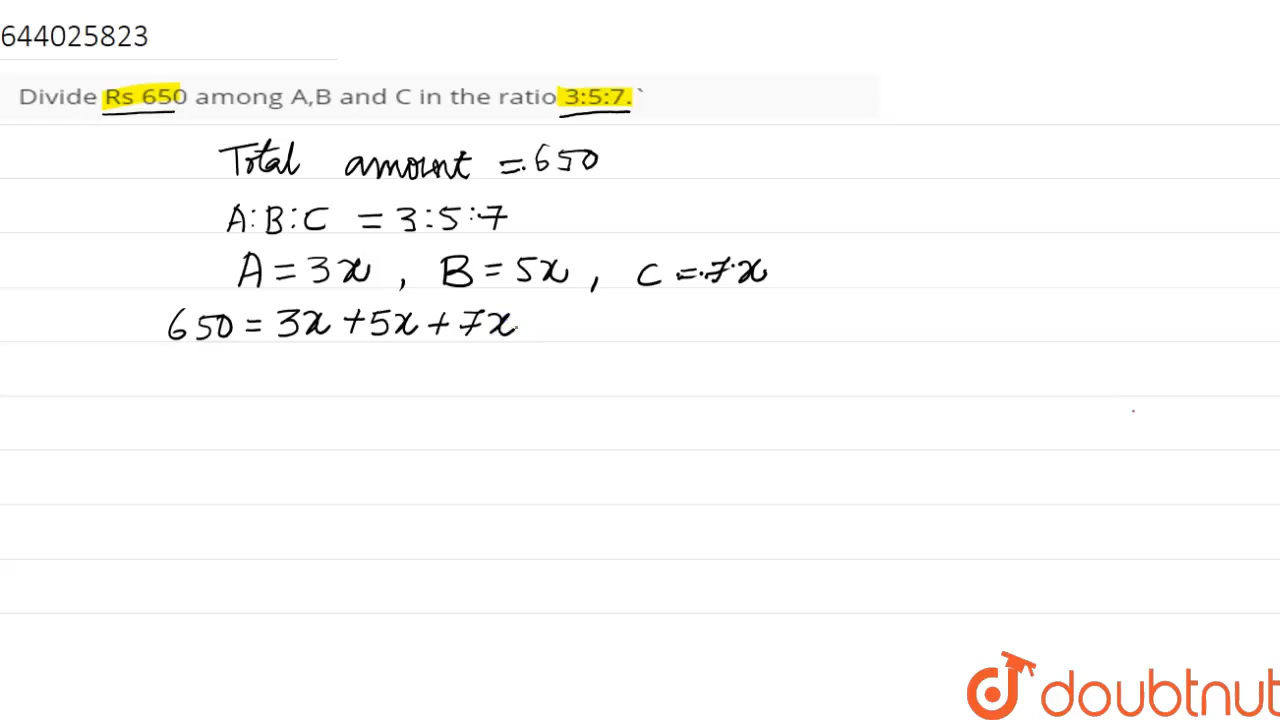 644025823
Divide Rs 650 among A,B and C in the ratio 3:5:7.`
Total amount = 650
A:B:C = 3:5:7
A = 3x , B = 5x , C = 7x
650 = 3x + 5x + 7x
doubtnut